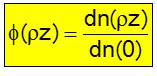 ϕ(ρz) = dn(ρz) / dn(0)